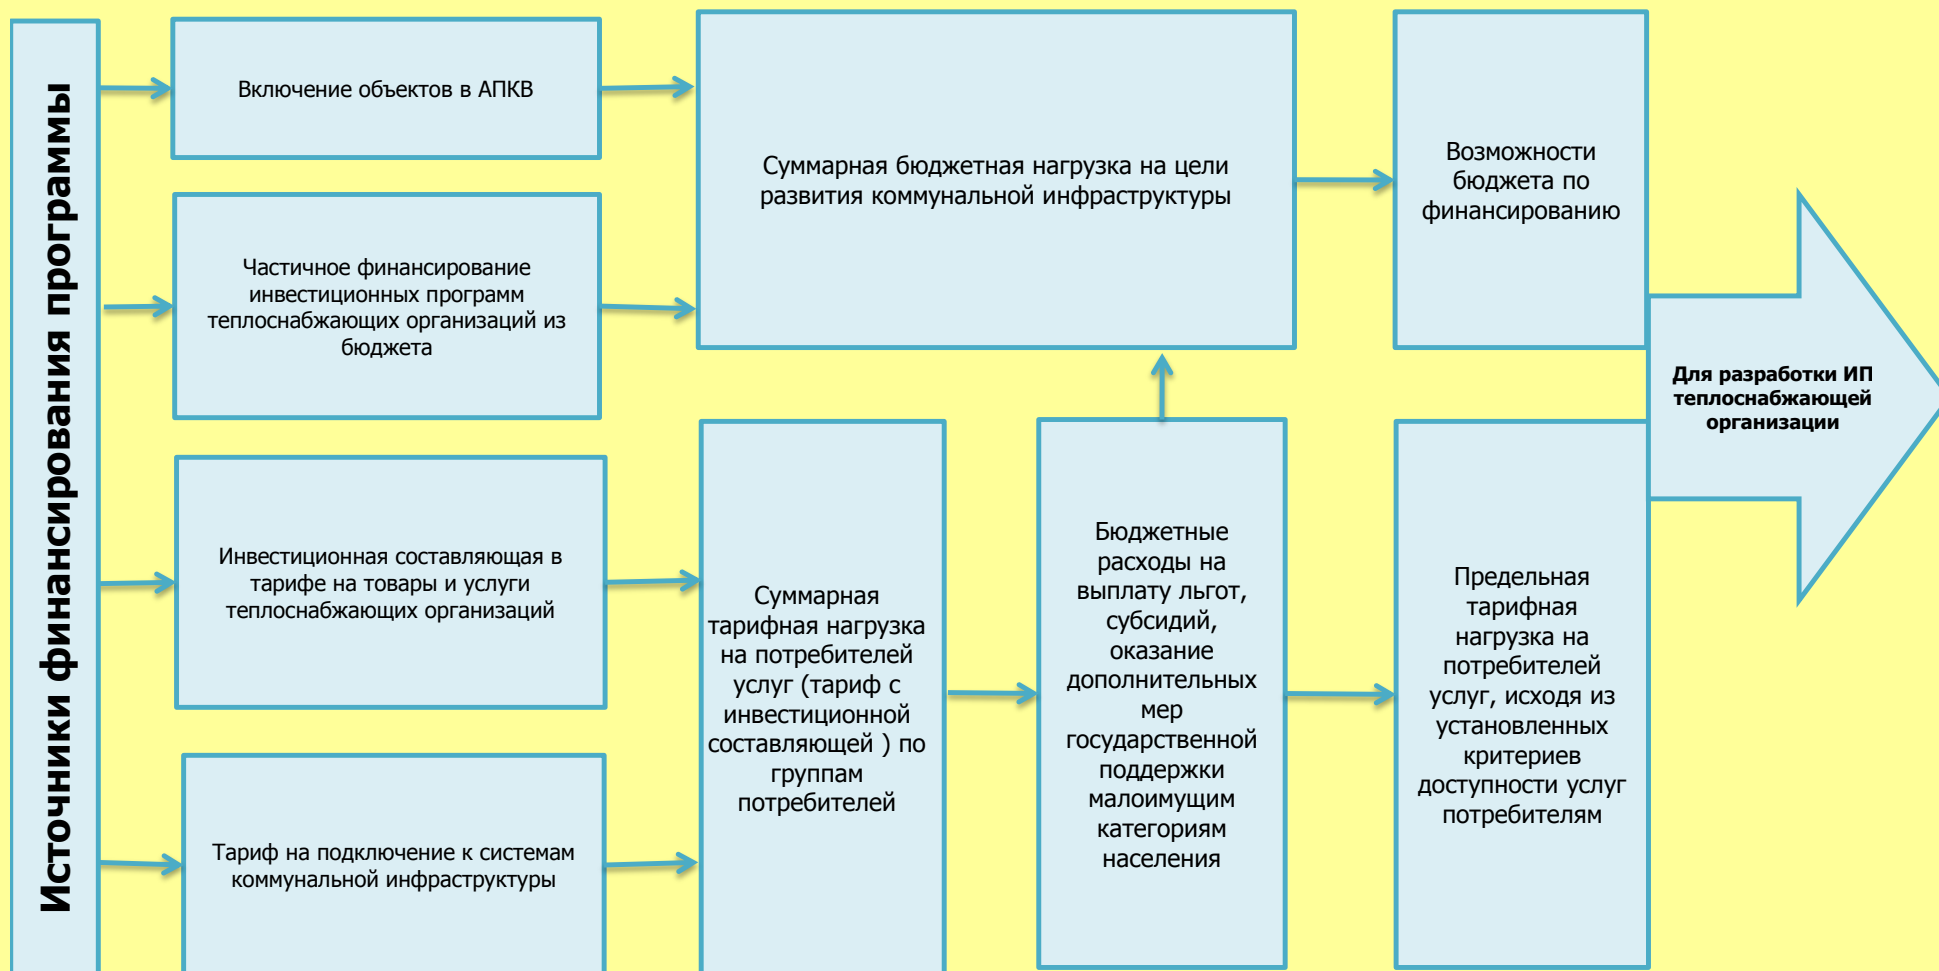 Источники финансирования программы
Включение объектов в АПКВ
Частичное финансирование
инвестиционных программ
теплоснабжающих организаций из
бюджета
Инвестиционная составляющая в
тарифе на товары и услуги
теплоснабжающих организаций
Тариф на подключение к системам
коммунальной инфраструктуры
Суммарная бюджетная нагрузка на цели
развития коммунальной инфраструктуры
Суммарная
тарифная нагрузка
на потребителей
услуг (тариф с
инвестиционной
составляющей ) по
группам
потребителей
Бюджетные
расходы на
выплату льгот,
субсидий,
оказание
дополнительных
мер
государственной
поддержки
малоимущим
категориям
населения
Возможности
бюджета по
финансированию
Предельная
тарифная
нагрузка на
потребителей
услуг, исходя из
установленных
критериев
доступности услуг
потребителям
Для разработки ИП
теплоснабжающей
организации